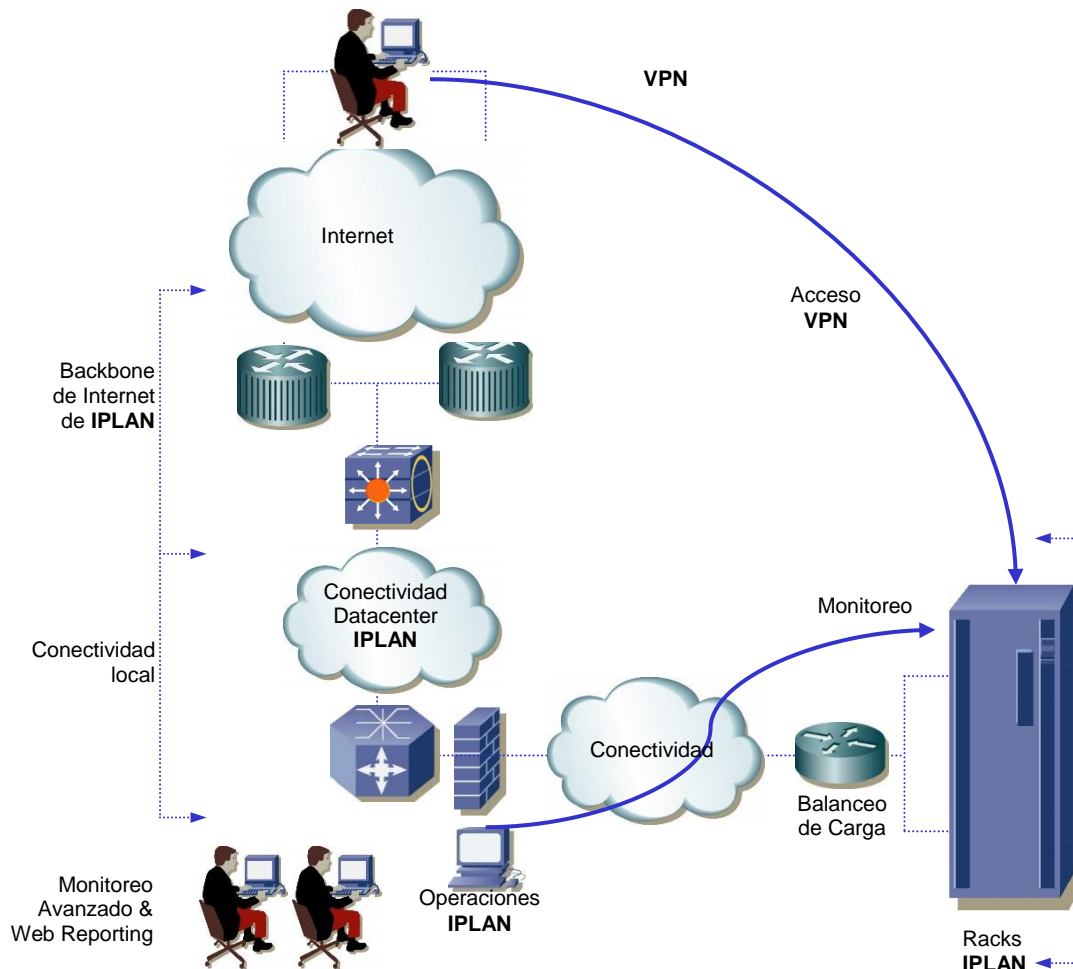 VPN
Internet
Acceso
VPN
Backbone
de Internet
de IPLAN
Conectividad
Datacenter
IPLAN
Monitoreo
Conectividad
local
Conectividad
Balanceo
de Carga
Monitoreo
Avanzado &
Web Reporting
Operaciones
IPLAN
Racks
IPLAN